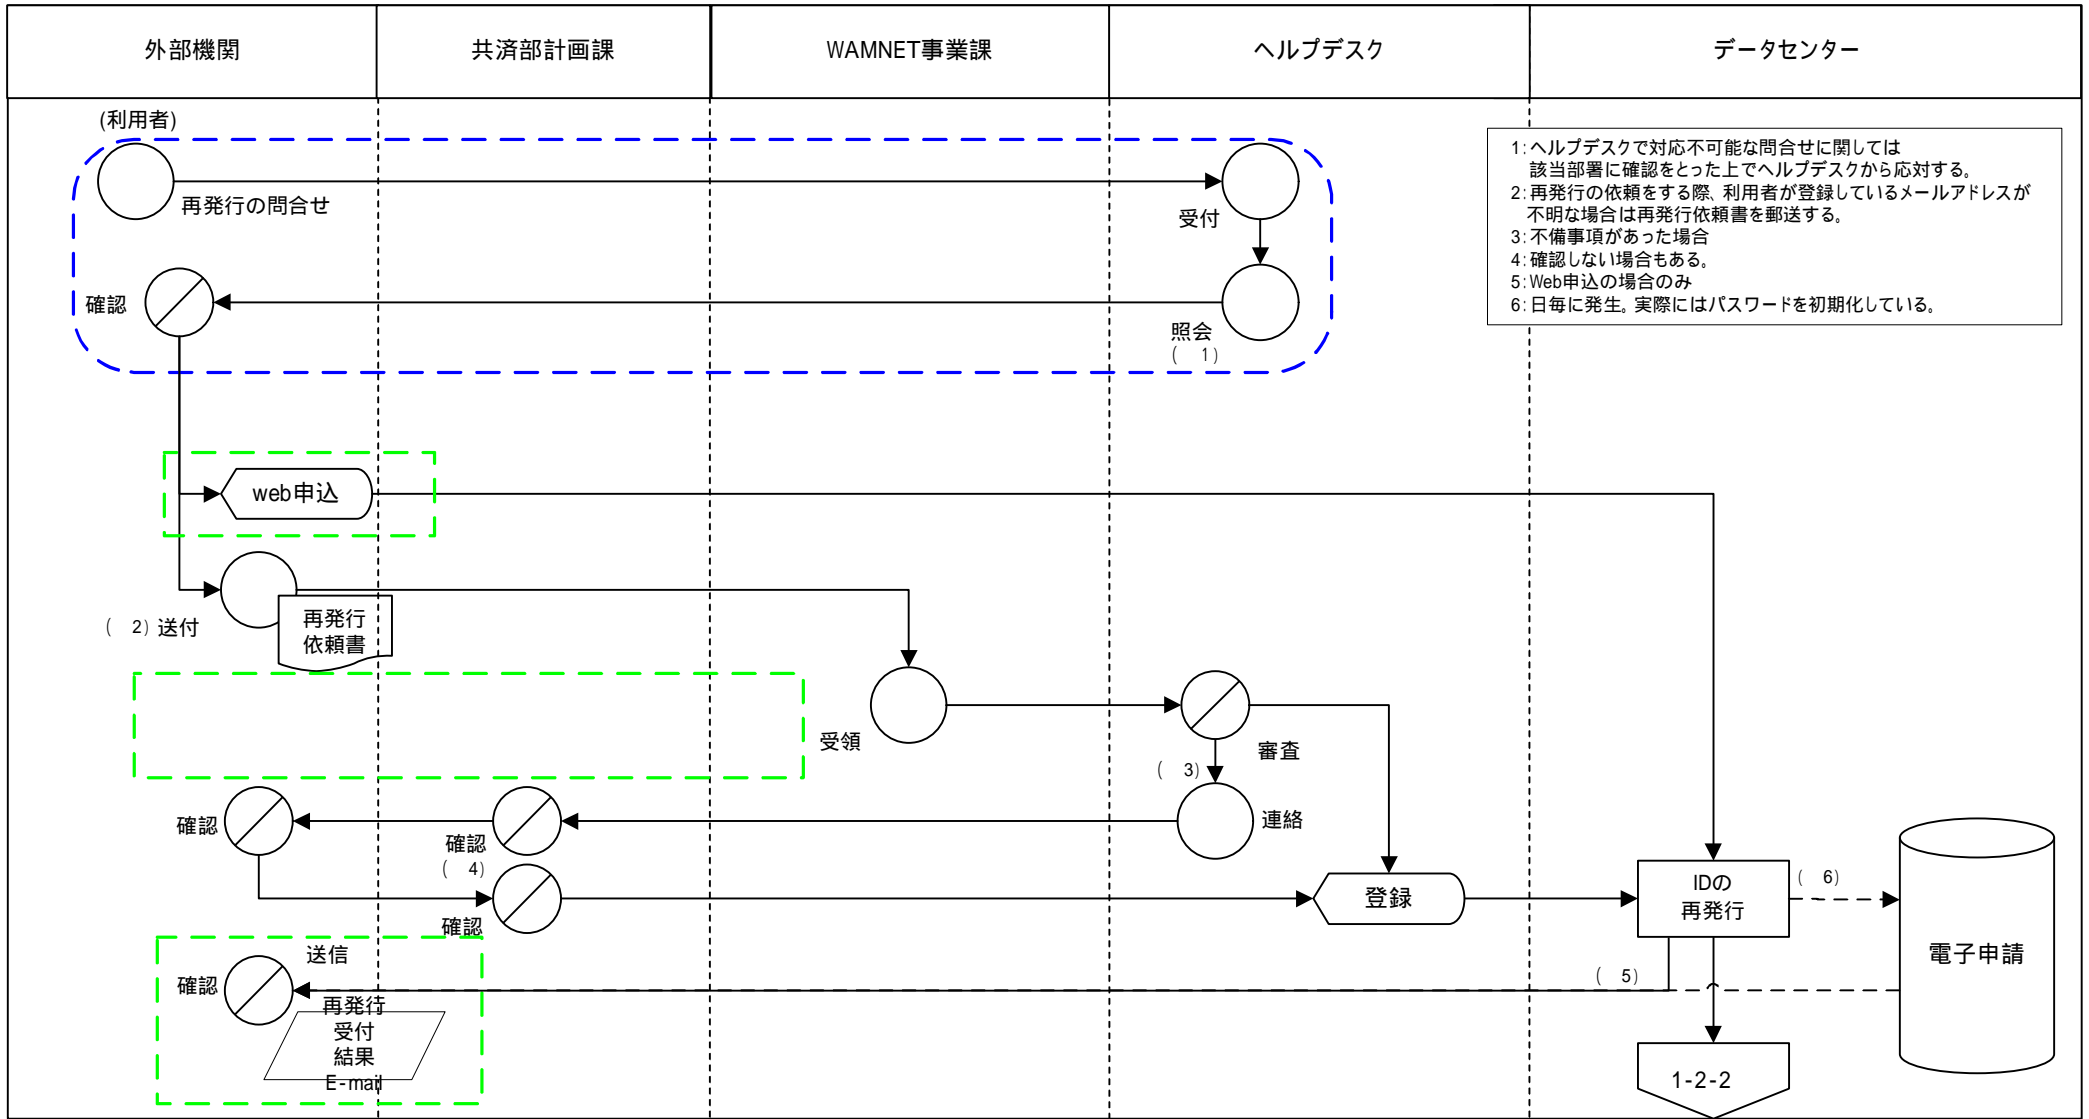 外部機関
共済部計画課
WAMNET事業課
ヘルプデスク
データセンター
(利用者)
再発行の問合せ
受付
確認
照会
( 1)
1:ヘルプデスクで対応不可能な問合せに関しては
該当部署に確認をとった上でヘルプデスクから応対する。
2:再発行の依頼をする際、利用者が登録しているメールアドレスが
不明な場合は再発行依頼書を郵送する。
3:不備事項があった場合
4:確認しない場合もある。
5:Web申込の場合のみ
6:日毎に発生。実際にはパスワードを初期化している。
web申込
( 2) 送付
再発行
依頼書
受領
審査
( 3)
確認
確認
( 4)
連絡
確認
登録
IDの
再発行
( 6)
電子申請
送信
確認
( 5)
再発行
受付
結果
E-mail
1-2-2